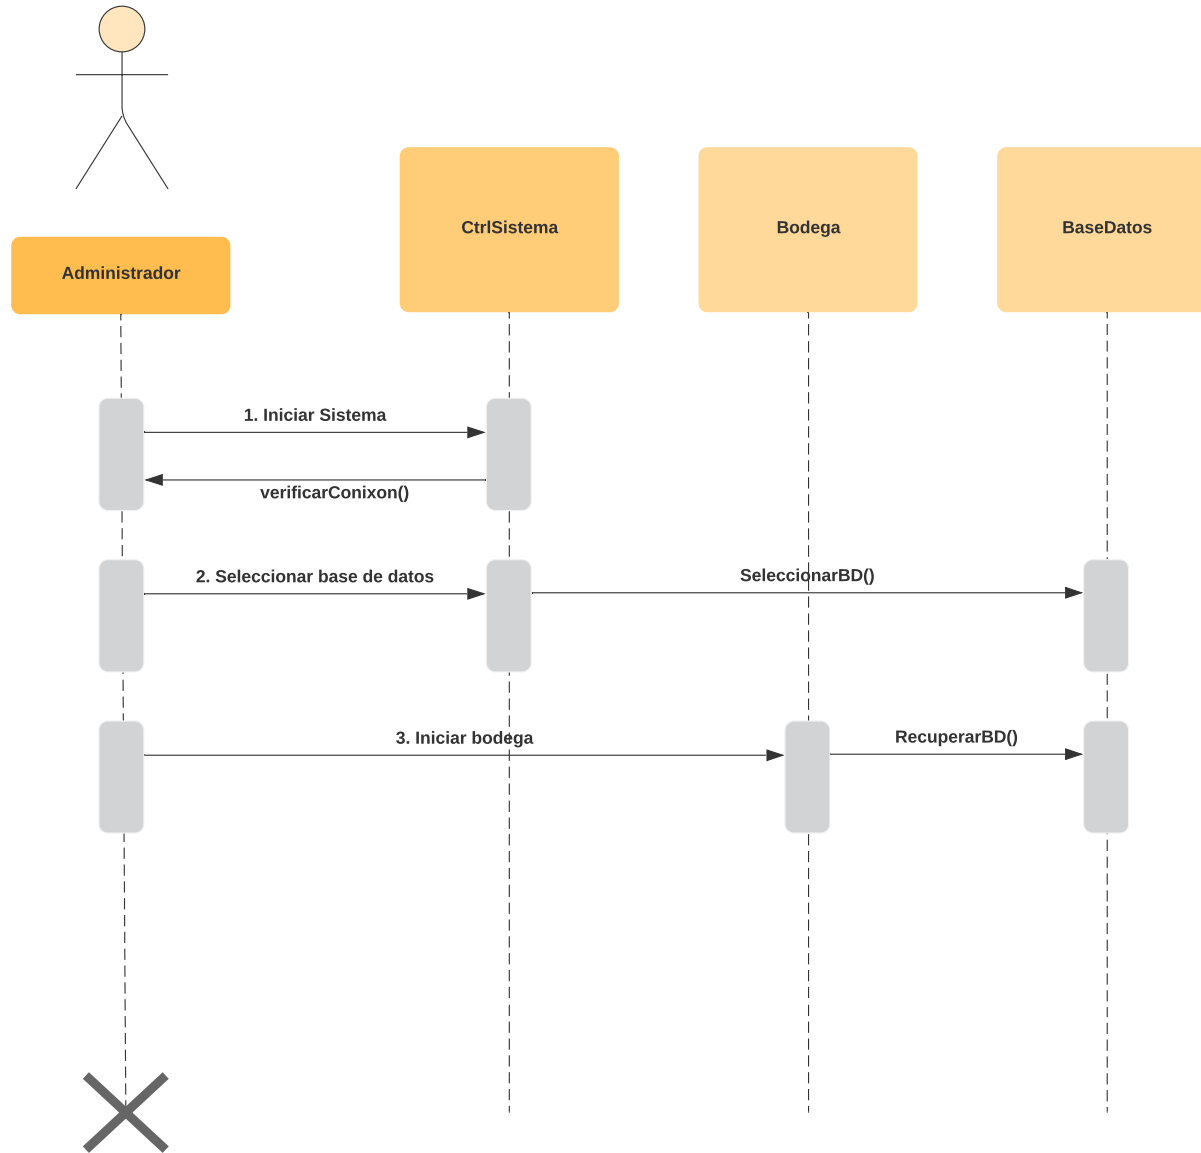 CtrlSistema
Bodega
BaseDatos
Administrador
1. Iniciar Sistema
verificarConixon()
2. Seleccionar base de datos
SeleccionarBD()
3. Iniciar bodega
RecuperarBD()